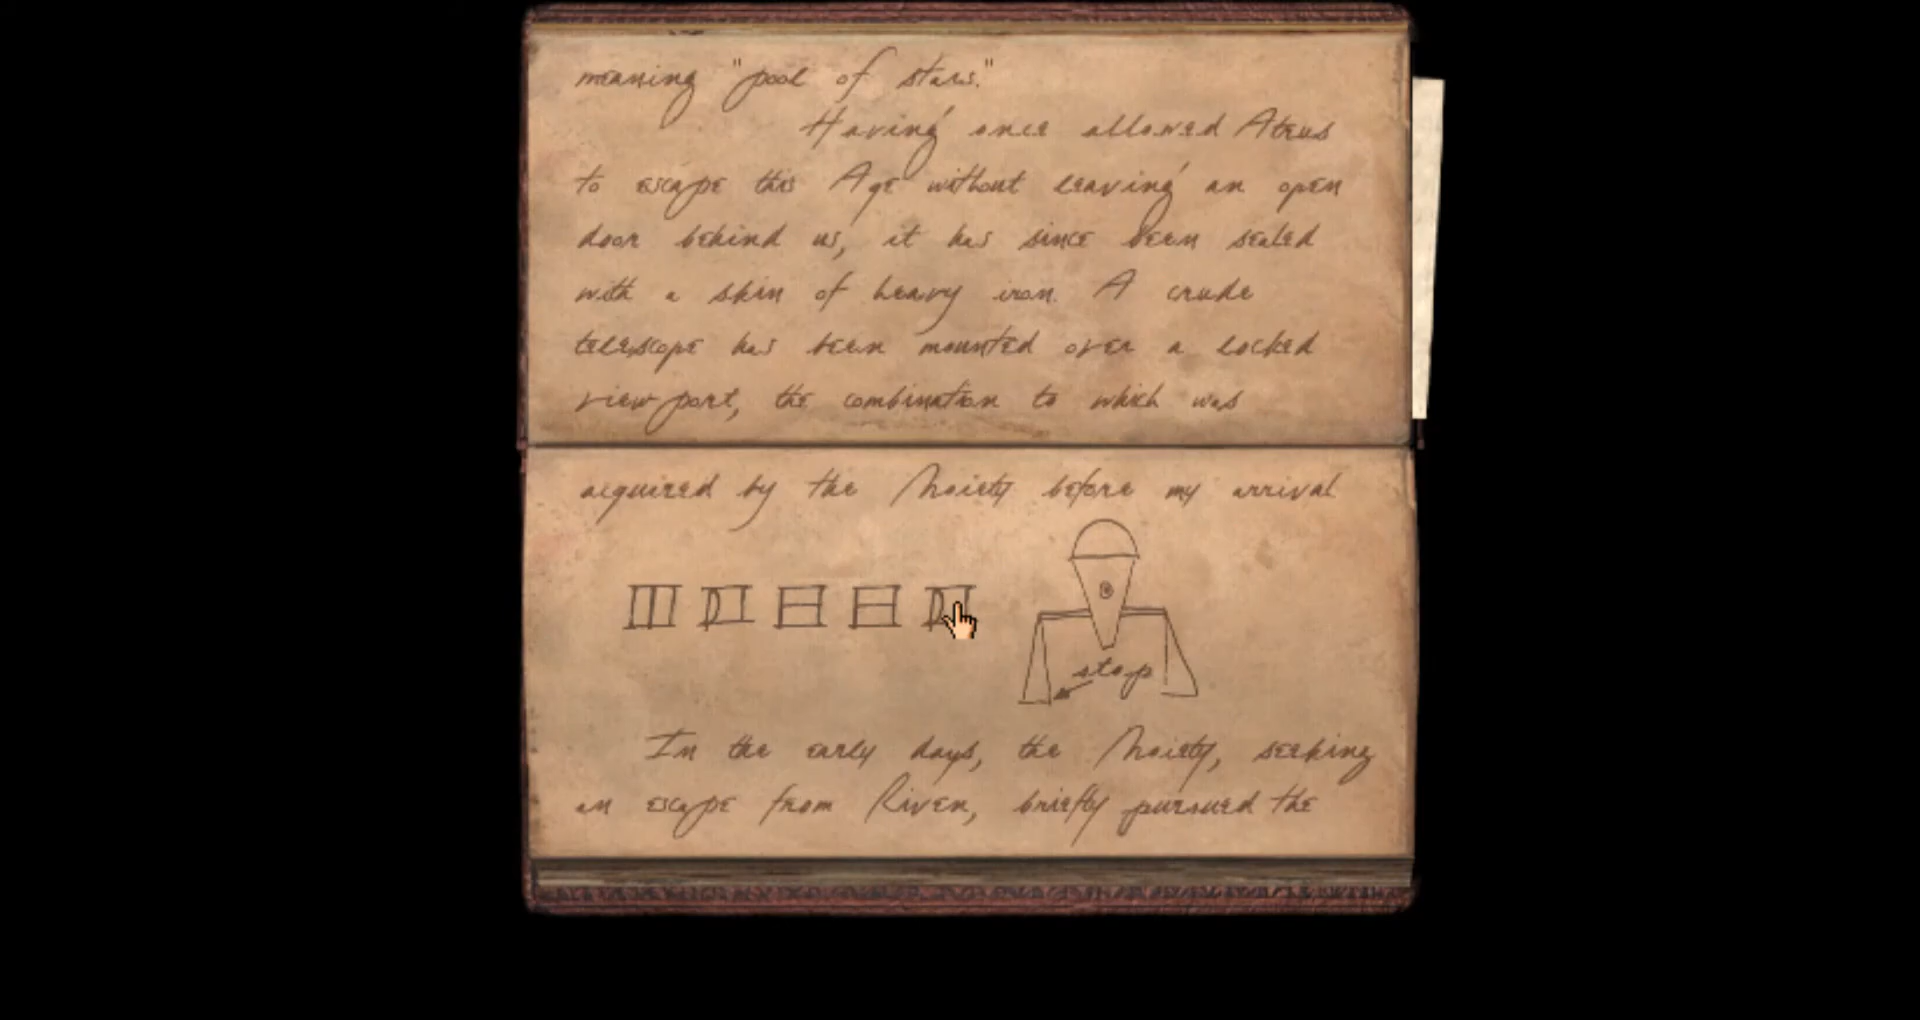 meaning "pool of stars."
Having once allowed Atrus
to escape this Age without leaving an open
door behind us, it has since been sealed
with a skin of heavy iron. A crude
telescope has been mounted over a locked
view port, the combination to which was
acquired by the Moiety before my arrival
stop
In the early days, the Moiety, seeking
an escape from Riven, briefly pursued the